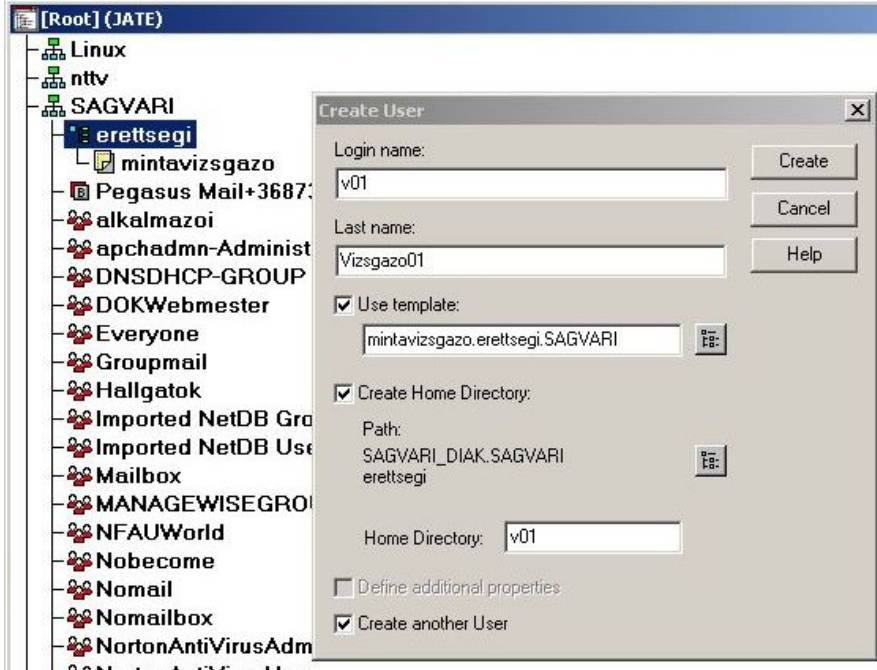 [Root] (JATE)
Linux
nttv
SAGVARI
erettsegi
mintavizsgazo
Pegasus Mail+36873
alkalmazoi
apchadmn-Administ
DNSDHCP-GROUP
DOKWebmester
Everyone
Groupmail
Hallgatok
Imported NetDB Gro
Imported NetDB Use
Mailbox
MANAGEWISEGROU
NFAUWorld
Nobecome
Nomail
Nomailbox
NortonAntiVirusAdm
Create User
Login name:
v01
Last name:
Vizsgazo01
Use template:
mintavizsgazo.erettsegi.SAGVARI
Create Home Directory:
Path:
SAGVARI_DIAK.SAGVARI
erettsegi
Home Directory: v01
Define additional properties
Create another User
Create
Cancel
Help